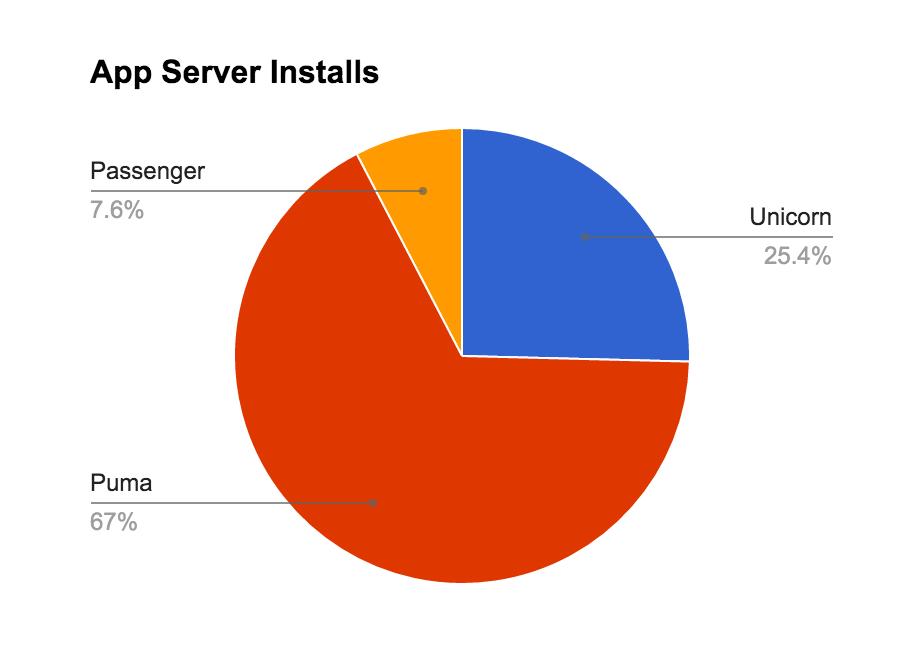 App Server Installs
Passenger
7.6%
Unicorn
25.4%
Puma
67%